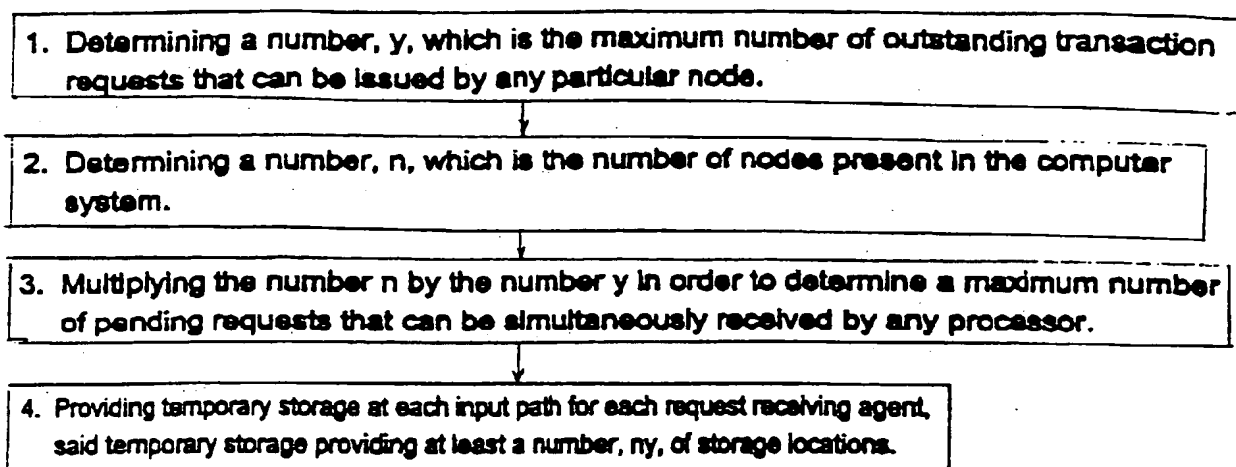 1. Determining a number, y, which is the maximum number of outstanding transaction
requests that can be issued by any particular node.
2. Determining a number, n, which is the number of nodes present in the computer
system.
3. Multiplying the number n by the number y in order to determine a maximum number
of pending requests that can be simultaneously received by any processor.
4. Providing temporary storage at each input path for each request receiving agent,
said temporary storage providing at least a number, ny, of storage locations.